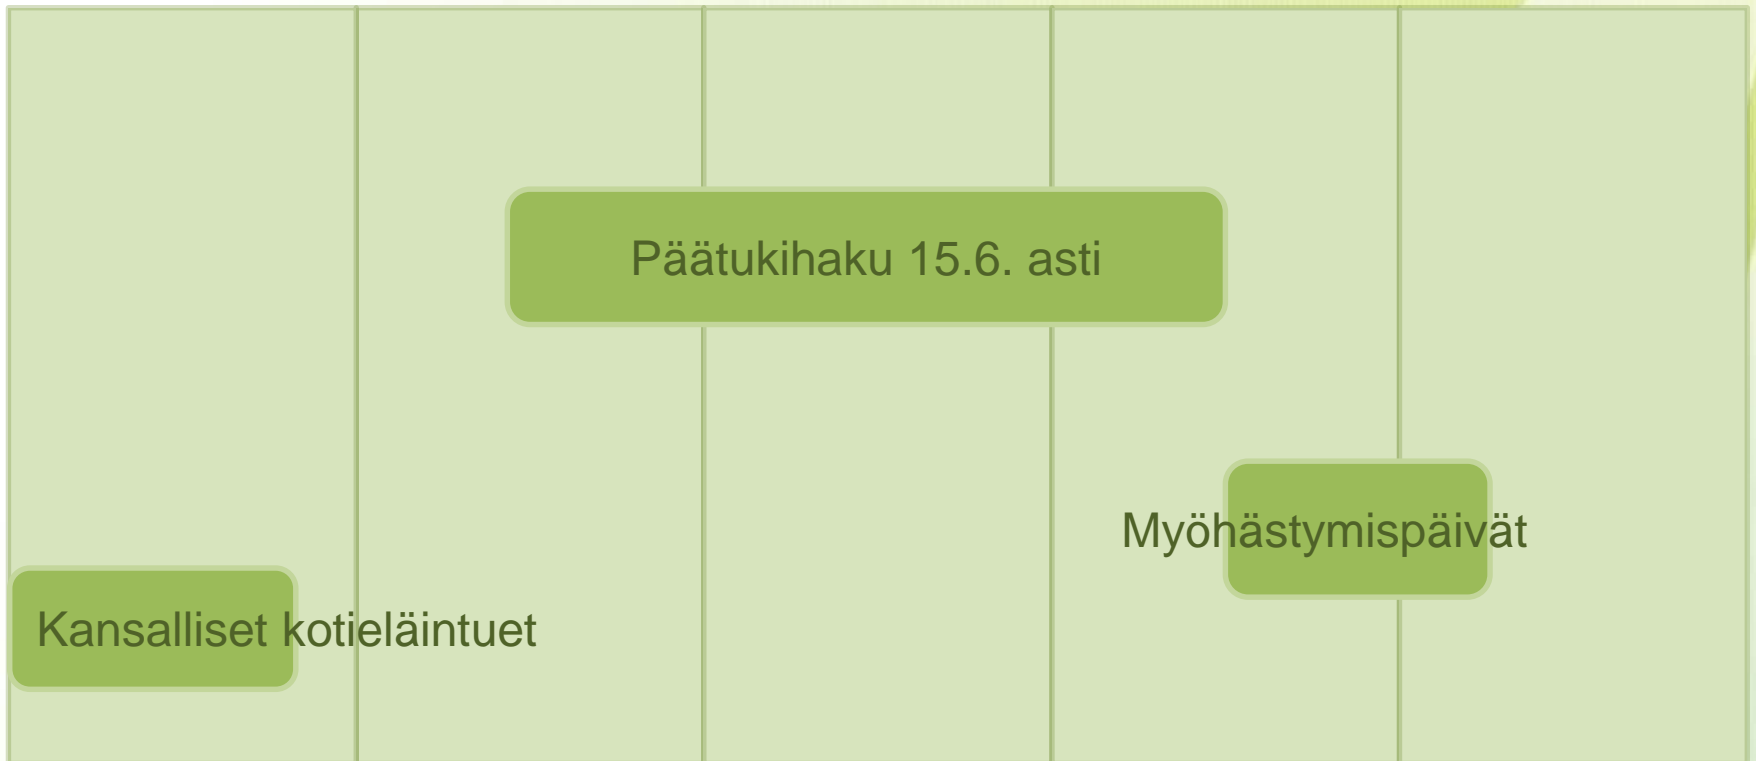 Päätukihaku 15.6. asti
Myöhästymispäivät
Kansalliset kotieläintuet